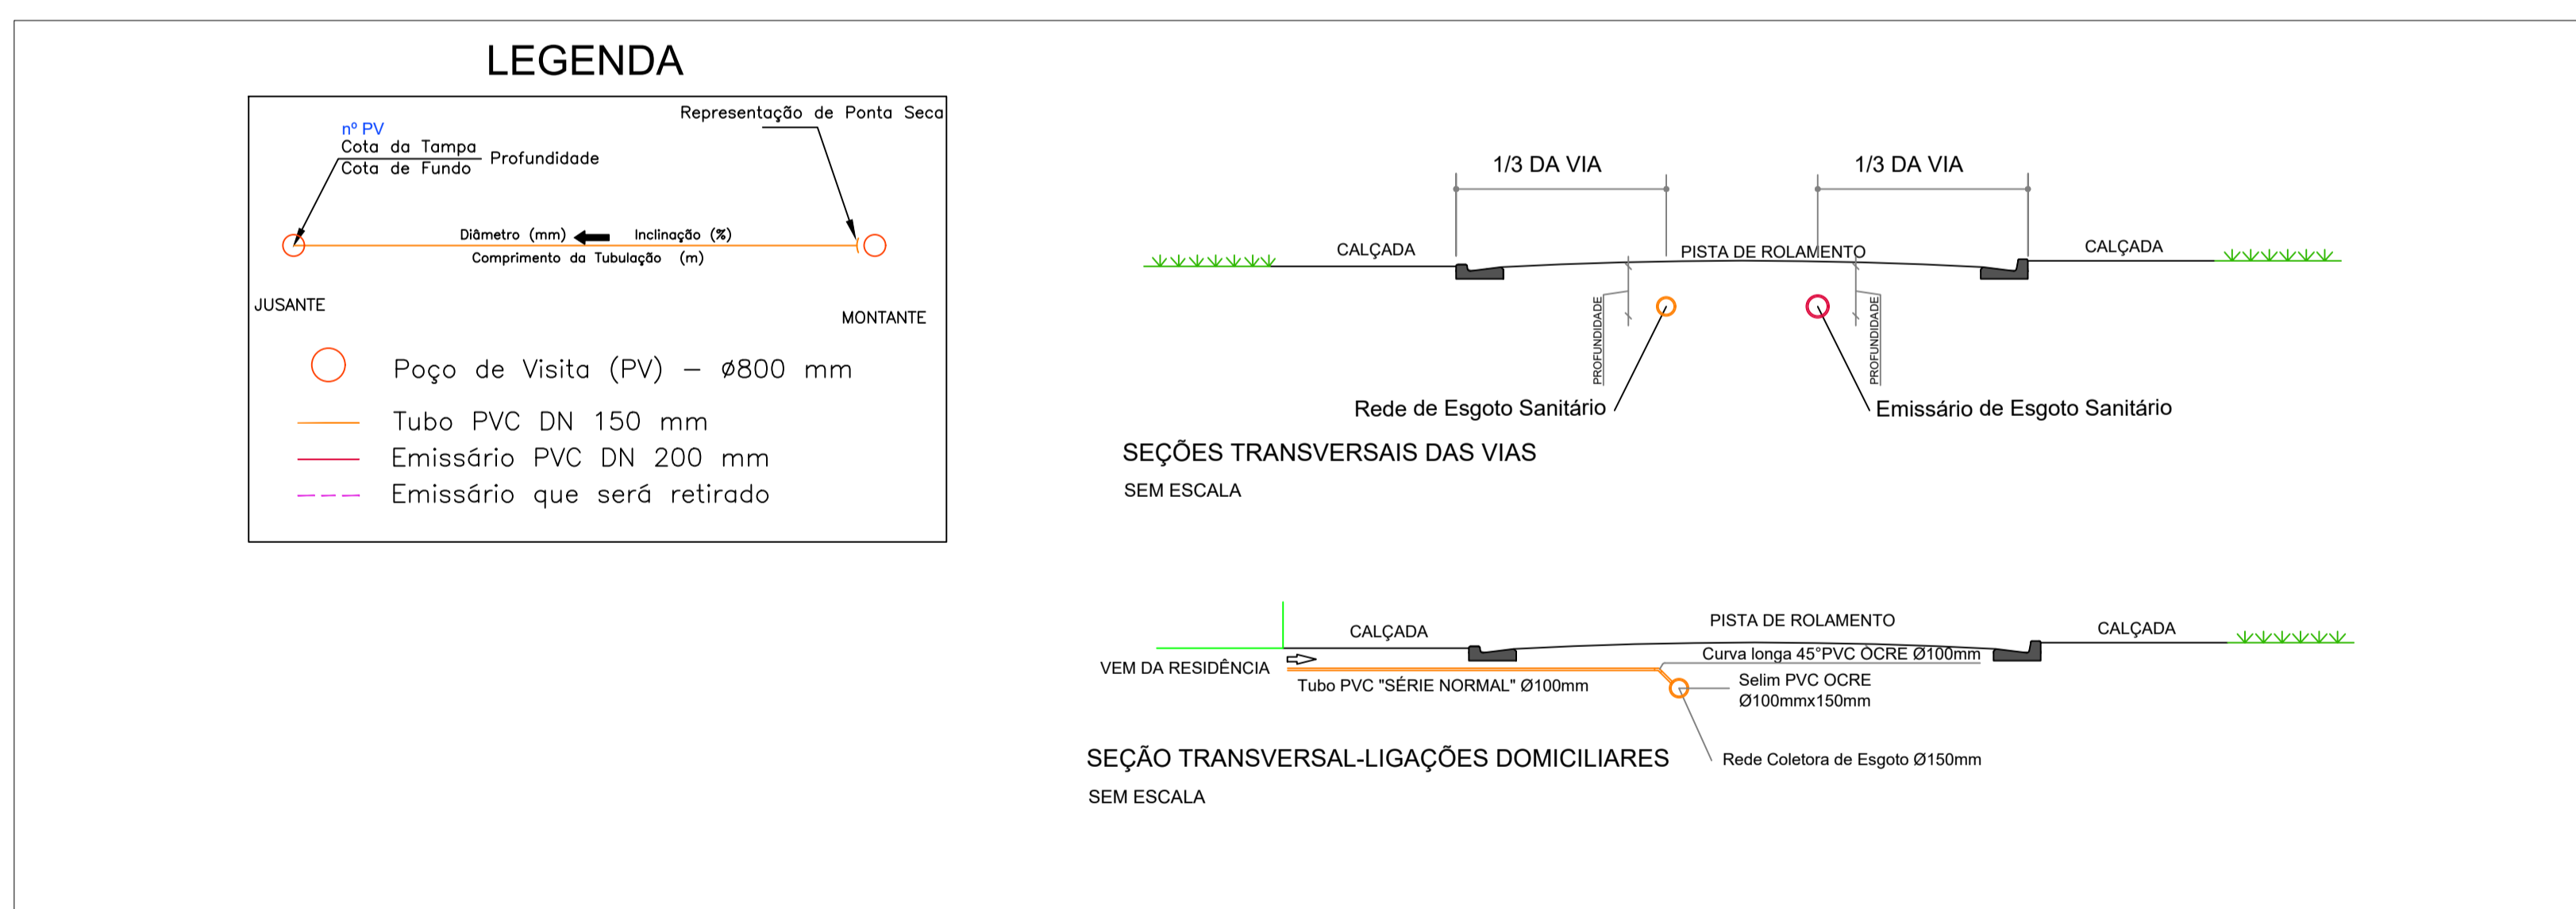 LEGENDA
Representação de Ponta Seca
nº PV
Cota da Tampa
Profundidade
Cota de Fundo
Diâmetro (mm)
Inclinação (%)
Comprimento da Tubulação (m)
JUSANTE
MONTANTE
Poço de Visita (PV) - Ø800 mm
Tubo PVC DN 150 mm
Emissário PVC DN 200 mm
Emissário que será retirado
1/3 DA VIA
1/3 DA VIA
CALÇADA
PISTA DE ROLAMENTO
CALÇADA
PROFUNDIDADE
PROFUNDIDADE
Rede de Esgoto Sanitário
Emissário de Esgoto Sanitário
SEÇÕES TRANSVERSAIS DAS VIAS
SEM ESCALA
PISTA DE ROLAMENTO
CALÇADA
CALÇADA
VEM DA RESIDÊNCIA
Curva longa 45°PVC OCRE Ø100mm
Tubo PVC "SÉRIE NORMAL" Ø100mm
Selim PVC OCRE
Ø100mmx150mm
SEÇÃO TRANSVERSAL-LIGAÇÕES DOMICILIARES
Rede Coletora de Esgoto Ø150mm
SEM ESCALA